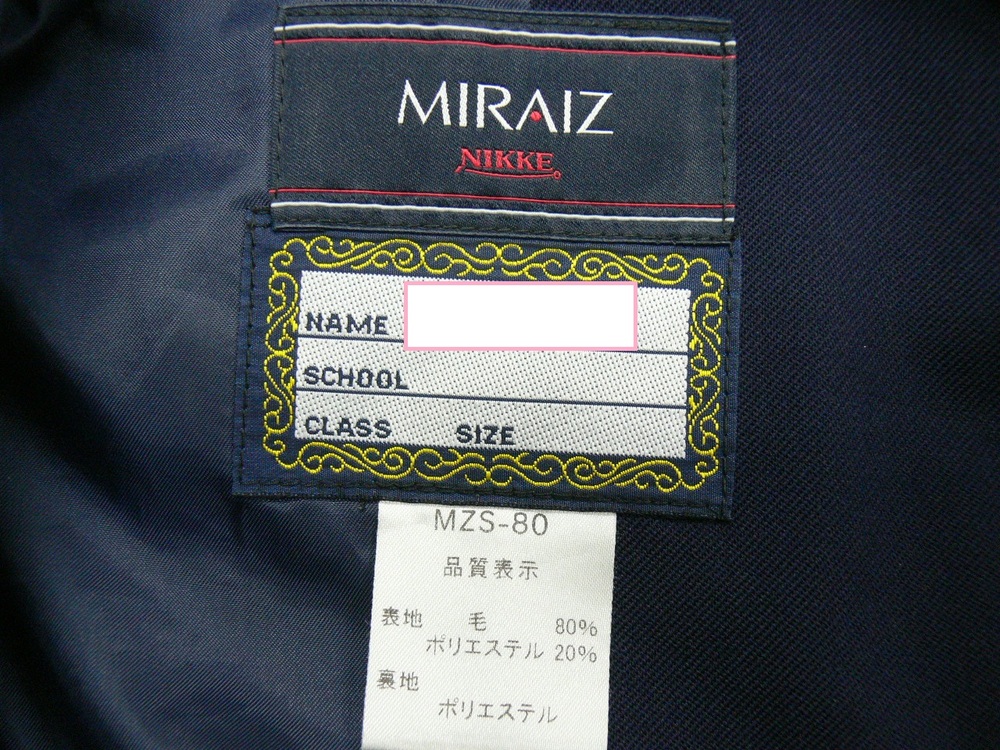 MIRAIZ
NIKKE
NAME
SCHOOL
CLASS SIZE
MZS-80
品質表示
表地 毛 80%
ポリエステル 20%
裏地
ポリエステル